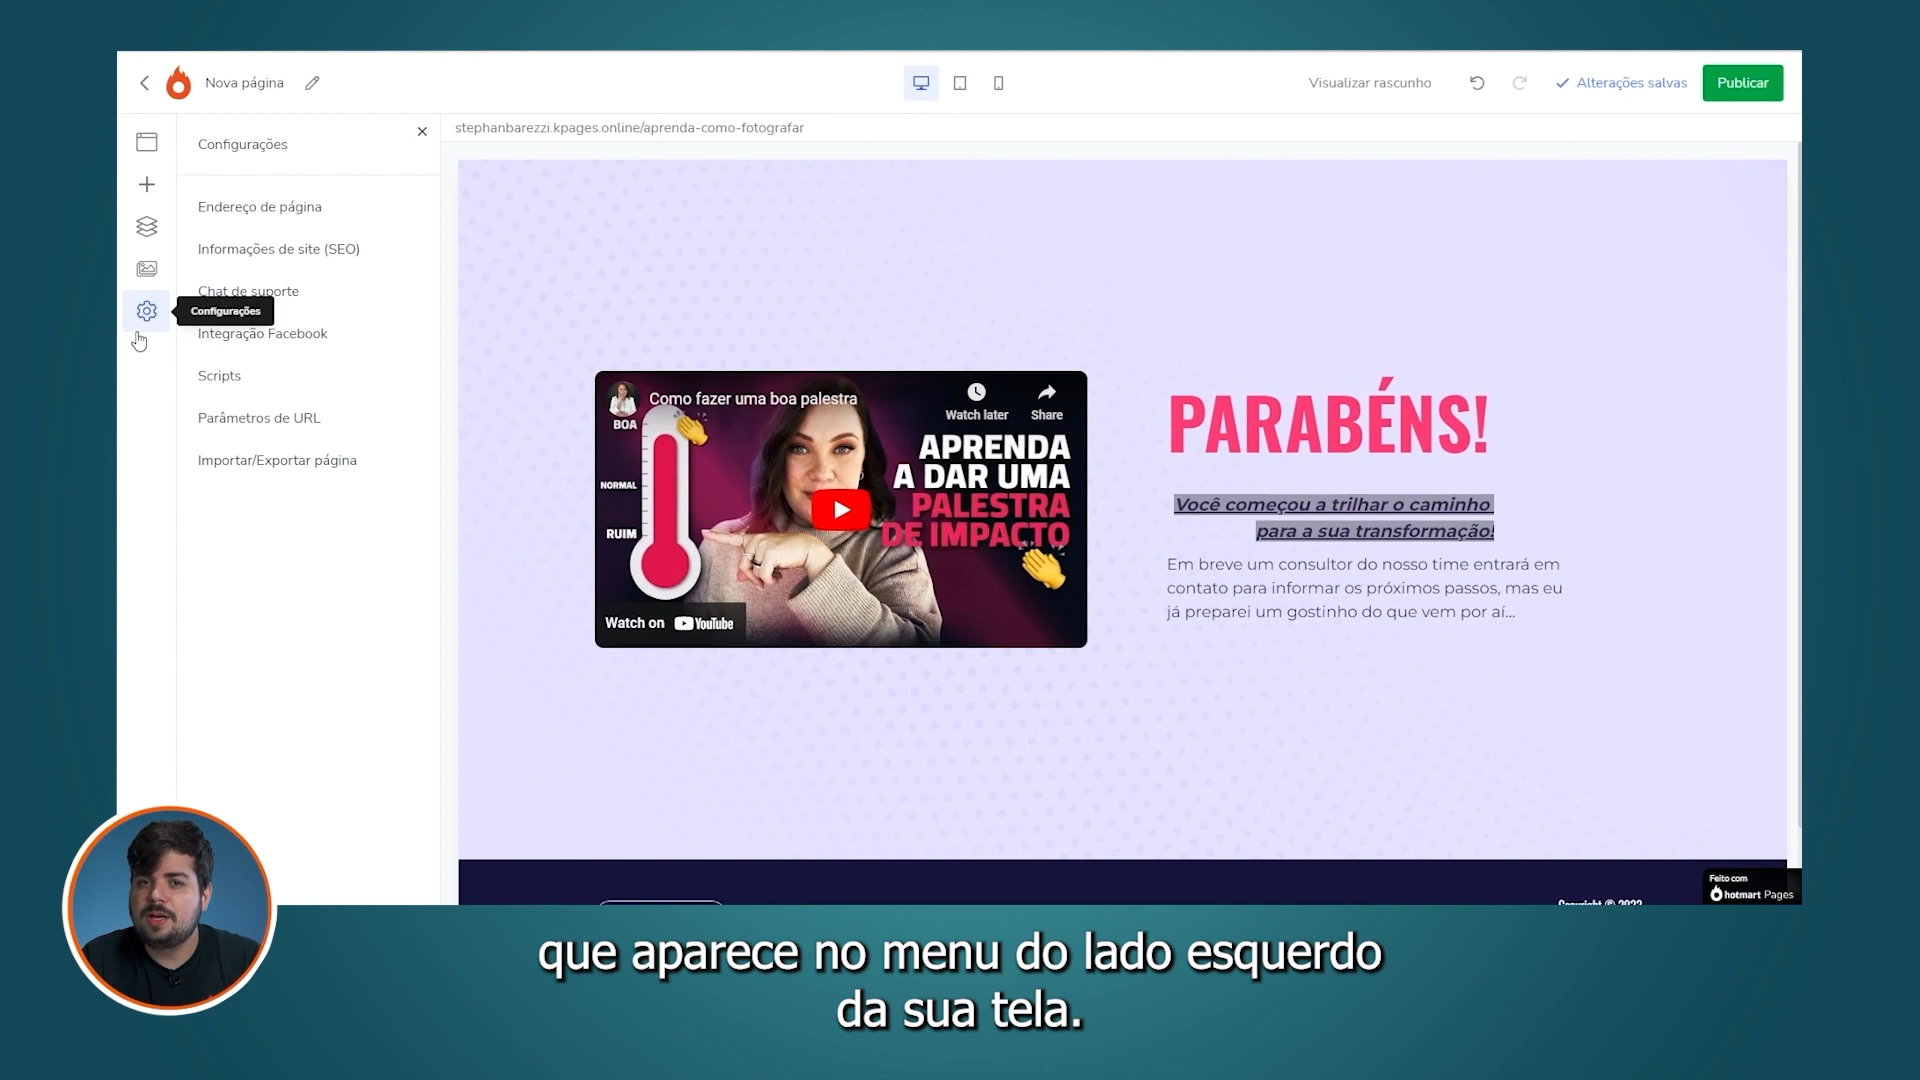 Nova página
Visualizar rascunho
Alterações salvas
Publicar
Configurações
stephanbarezzi.kpages.online/aprenda-como-fotografar
Endereço de página
Informações de site (SEO)
Chat de suporte
Configurações
Integração Facebook
Scripts
Parâmetros de URL
Importar/Exportar página
Como fazer uma boa palestra
Watch later
Share
BOA
NORMAL
RUIM
APRENDA
A DAR UMA
PALESTRA
DE IMPACTO
Watch on YouTube
PARABÉNS!
Você começou a trilhar o caminho
para a sua transformação!
Em breve um consultor do nosso time entrará em
contato para informar os próximos passos, mas eu
já preparei um gostinho do que vem por aí...
Feito com
hotmart Pages
Copyright © 2022
que aparece no menu do lado esquerdo
da sua tela.